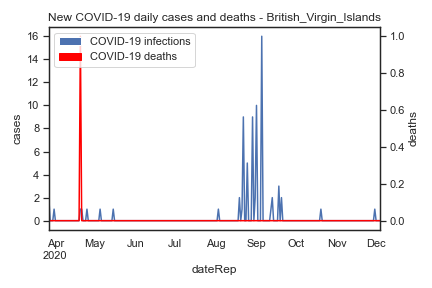 New COVID-19 daily cases and deaths - British_Virgin_Islands
COVID-19 infections
COVID-19 deaths
16
14
12
10
8
6
4
2
0
cases
1.0
0.8
0.6
0.4
0.2
0.0
deaths
Apr May Jun Jul Aug Sep Oct Nov Dec
2020
dateRep